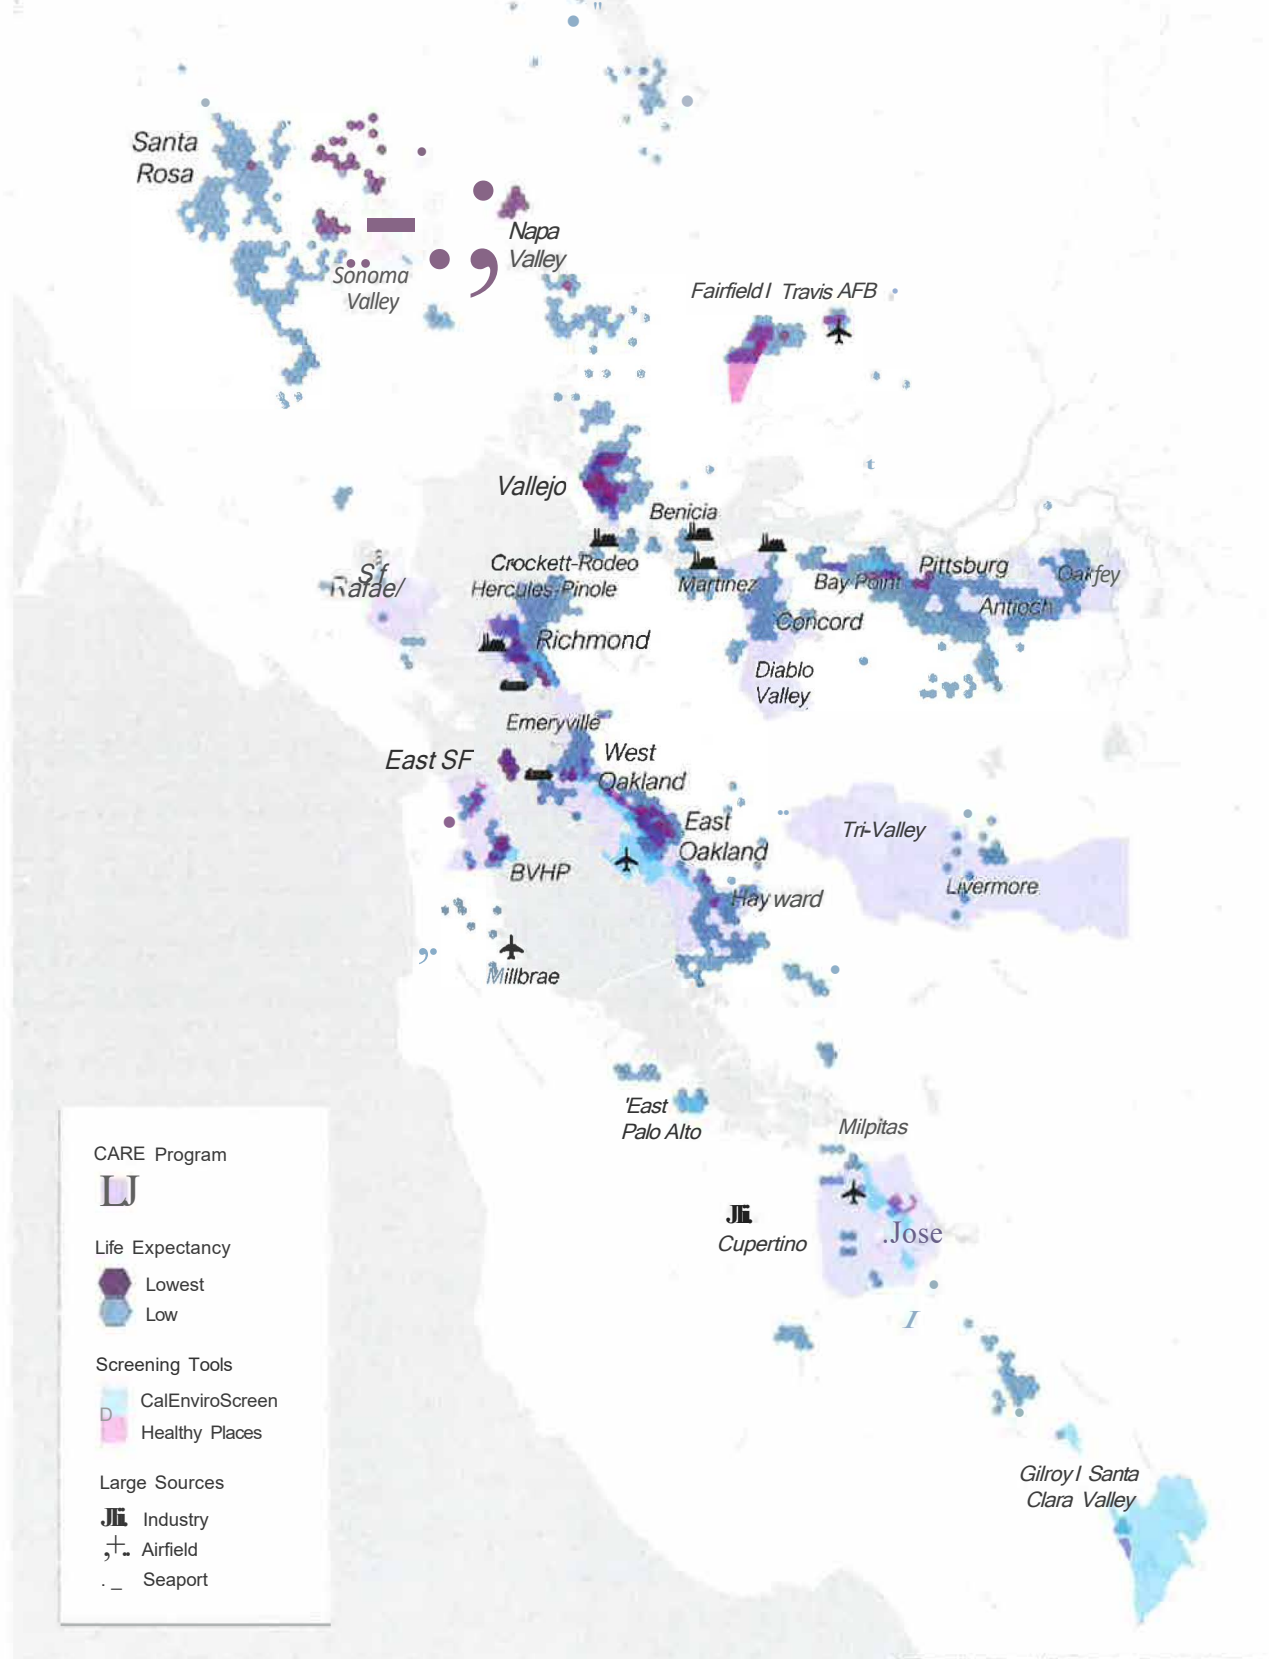 Santa
Rosa
Napa
Valley
Sonoma
Valley
Fairfield I Travis AFB
Vallejo
Benicia
Crockett-Rodeo
Hercules-Pinole
Martinez
Bay Point
Pittsburg
Oakfey
Antioch
Concord
Richmond
Diablo
Valley
Emeryville
East SF
West
Oakland
East
Oakland
Tri-Valley
BVHP
Hayward
Livermore
Millbrae
'East
Palo Alto
Milpitas
Cupertino
.Jose
Gilroy I Santa
Clara Valley
CARE Program
LJ
Life Expectancy
Lowest
Low
Screening Tools
CalEnviroScreen
D
Healthy Places
Large Sources
Industry
Airfield
Seaport